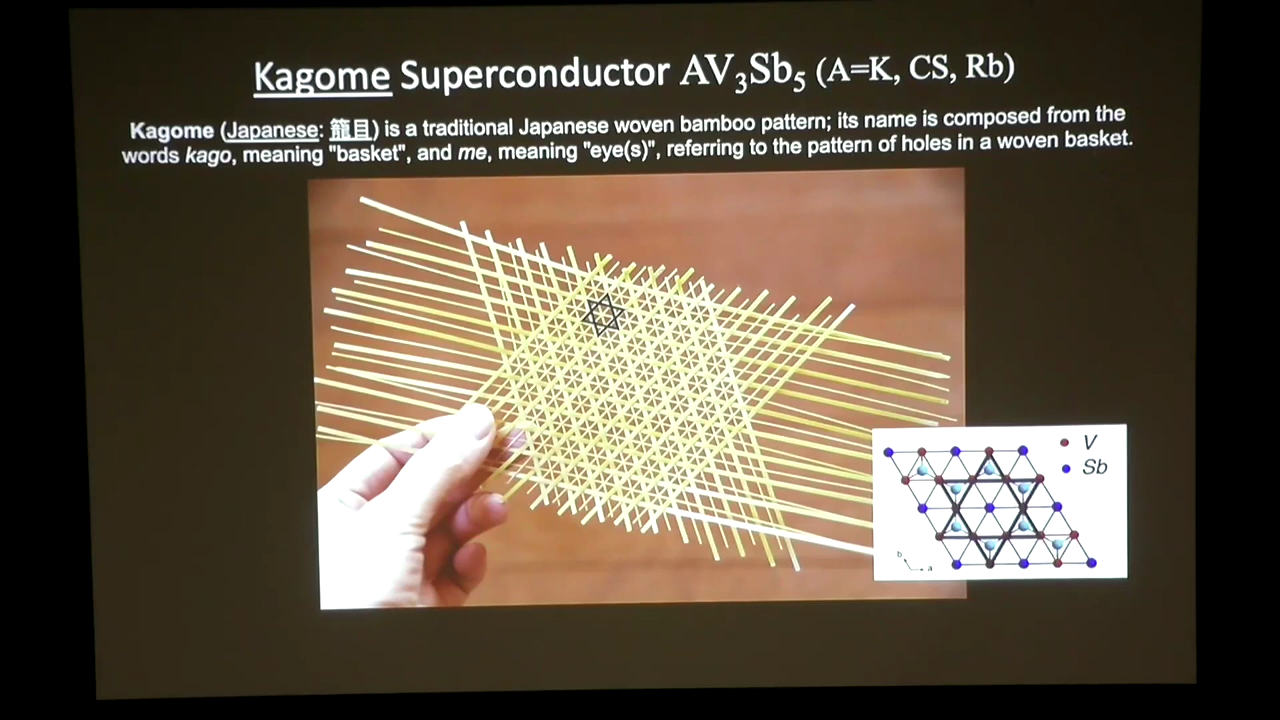 Kagome Superconductor AV₃Sb₅ (A=K, CS, Rb)
Kagome (Japanese: 籠目) is a traditional Japanese woven bamboo pattern; its name is composed from the
words kago, meaning "basket", and me, meaning "eye(s)", referring to the pattern of holes in a woven basket.
V
Sb
b
a